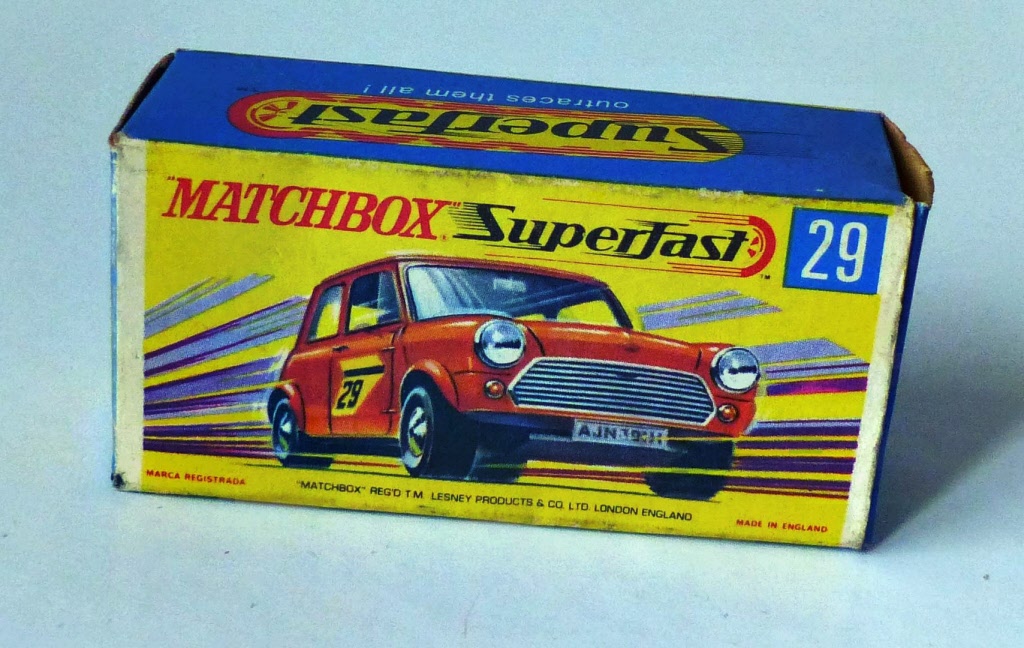 outraces them all!
Superfast
"MATCHBOX" Superfast TM 29
29
MARCA REGISTRADA
"MATCHBOX" REG'D T.M. LESNEY PRODUCTS & CO. LTD. LONDON ENGLAND
MADE IN ENGLAND